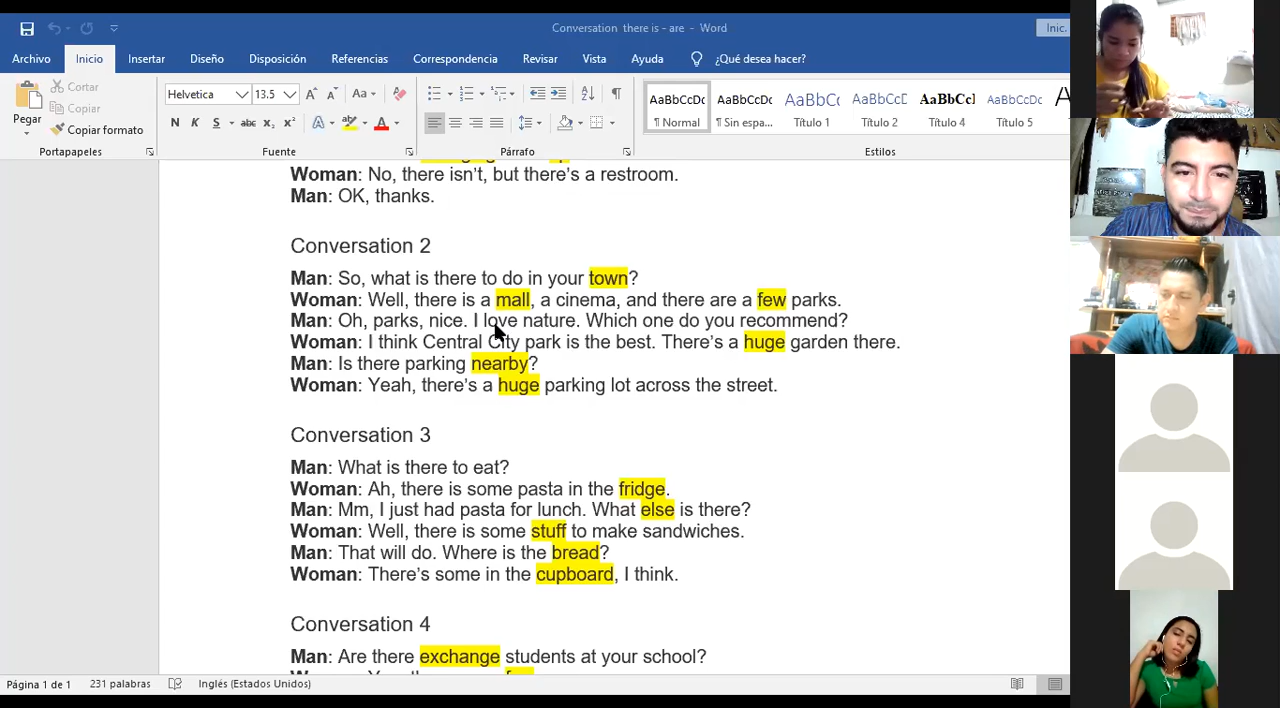 Conversation there is - are - Word
Inic.
Archivo Inicio Insertar Diseño Disposición Referencias Correspondencia Revisar Vista Ayuda ¿Qué desea hacer?
Pegar
Cortar
Copiar
Copiar formato
Portapapeles
Helvetica 13.5
Aa
N K S abc x₂ x²
Fuente
Párrafo
AaBbCcDc AaBbCcDc AaBbC AaBbCcD AaBbCcI AaBbCcD
¶ Normal ¶ Sin espa... Título 1 Título 2 Título 4 Título 5
Estilos
Woman: No, there isn’t, but there’s a restroom.
Man: OK, thanks.
Conversation 2
Man: So, what is there to do in your town?
Woman: Well, there is a mall, a cinema, and there are a few parks.
Man: Oh, parks, nice. I love nature. Which one do you recommend?
Woman: I think Central City park is the best. There’s a huge garden there.
Man: Is there parking nearby?
Woman: Yeah, there’s a huge parking lot across the street.
Conversation 3
Man: What is there to eat?
Woman: Ah, there is some pasta in the fridge.
Man: Mm, I just had pasta for lunch. What else is there?
Woman: Well, there is some stuff to make sandwiches.
Man: That will do. Where is the bread?
Woman: There’s some in the cupboard, I think.
Conversation 4
Man: Are there exchange students at your school?
Página 1 de 1 231 palabras Inglés (Estados Unidos)